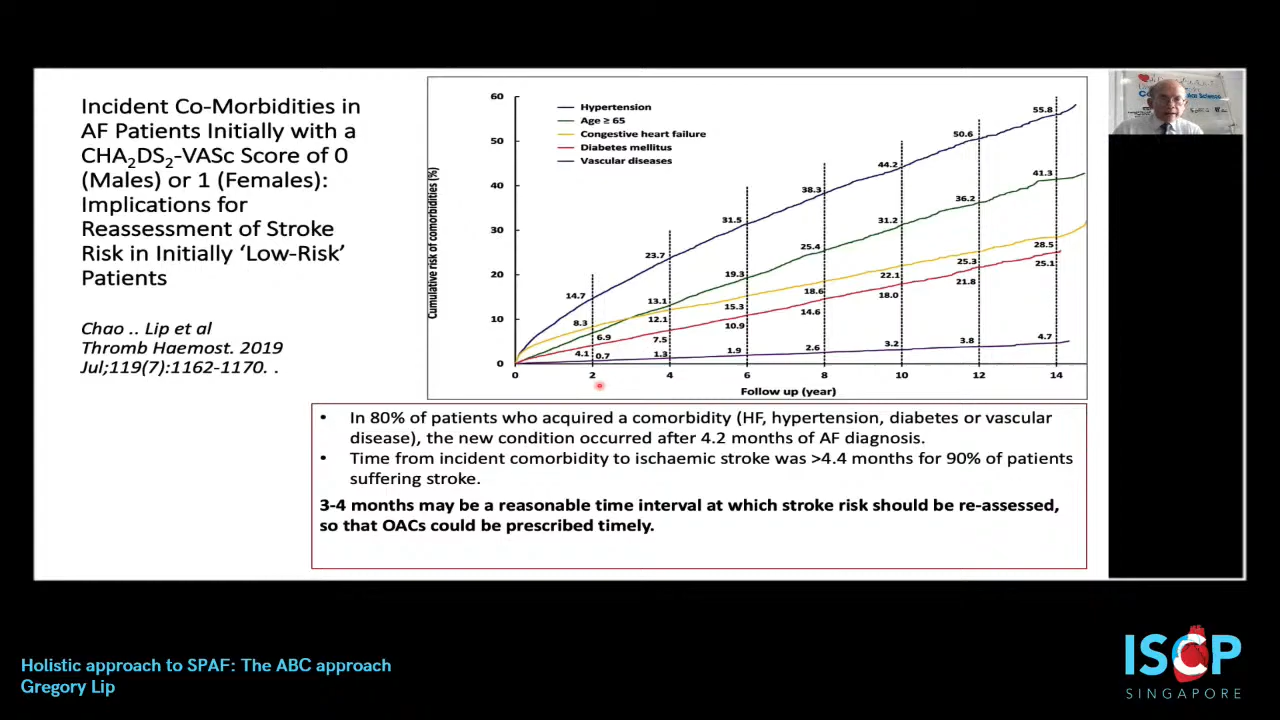 Incident Co-Morbidities in
AF Patients Initially with a
CHA2DS2-VASc Score of 0
(Males) or 1 (Females):
Implications for
Reassessment of Stroke
Risk in Initially ‘Low-Risk’
Patients
Chao .. Lip et al
Thromb Haemost. 2019
Jul;119(7):1162-1170. .
Cumulative risk of comorbidities (%)
60
50
40
30
20
10
0
Hypertension
Age ≥ 65
Congestive heart failure
Diabetes mellitus
Vascular diseases
14.7
23.7
31.5
38.3
44.2
50.6
55.8
6.9
13.1
19.3
25.4
31.2
36.2
41.3
8.3
12.1
15.3
18.6
22.1
25.3
28.5
4.1
7.5
10.9
14.6
18.0
21.8
25.1
0.7
1.3
1.9
2.6
3.2
3.8
4.7
0 2 4 6 8 10 12 14
Follow up (year)
• In 80% of patients who acquired a comorbidity (HF, hypertension, diabetes or vascular
disease), the new condition occurred after 4.2 months of AF diagnosis.
• Time from incident comorbidity to ischaemic stroke was >4.4 months for 90% of patients
suffering stroke.
3-4 months may be a reasonable time interval at which stroke risk should be re-assessed,
so that OACs could be prescribed timely.
Holistic approach to SPAF: The ABC approach
Gregory Lip
ISCP
SINGAPORE